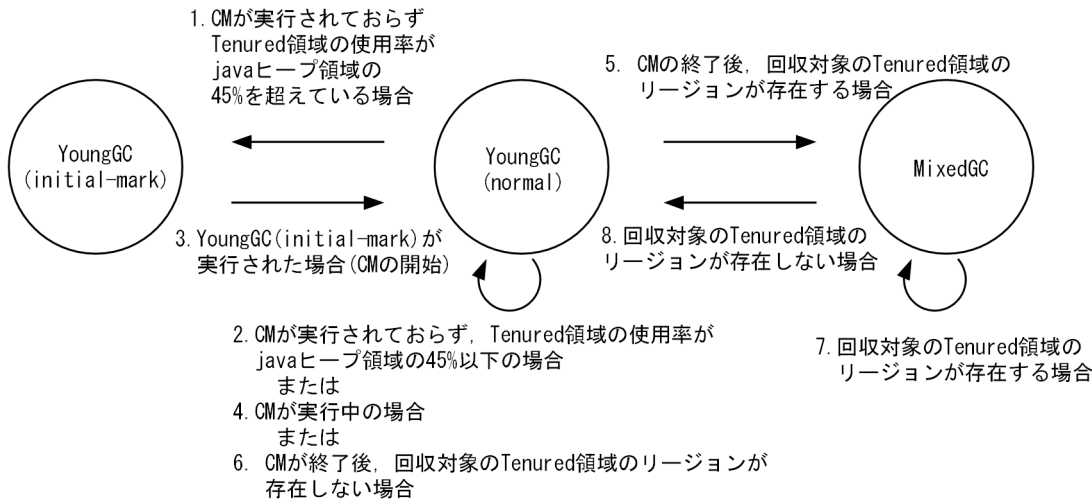 1. CMが実行されておらず
Tenured領域の使用率が
javaヒープ領域の
45%を超えている場合
5. CMの終了後, 回収対象のTenured領域の
リージョンが存在する場合
YoungGC
(initial-mark)
YoungGC
(normal)
MixedGC
3. YoungGC(initial-mark)が
実行された場合(CMの開始)
8. 回収対象のTenured領域の
リージョンが存在しない場合
2. CMが実行されておらず, Tenured領域の使用率が
javaヒープ領域の45%以下の場合
または
4. CMが実行中の場合
または
6. CMが終了後, 回収対象のTenured領域のリージョンが
存在しない場合
7. 回収対象のTenured領域の
リージョンが存在する場合